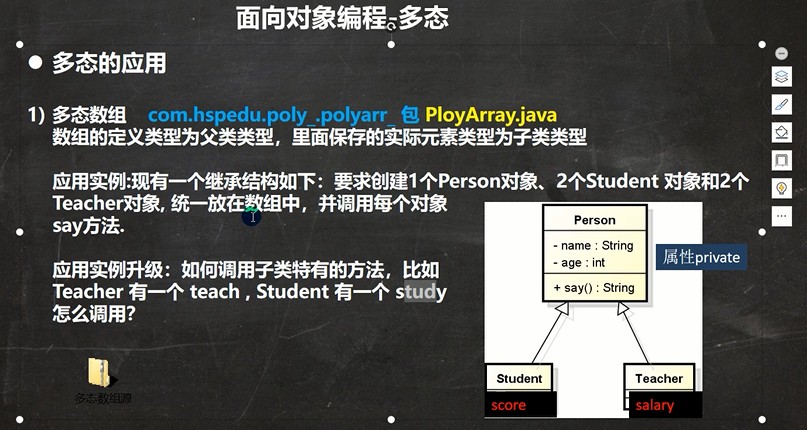 面向对象编程-多态
● 多态的应用
1) 多态数组 com.hspedu.poly_.polyarr_ 包 PloyArray.java
数组的定义类型为父类类型，里面保存的实际元素类型为子类类型
应用实例:现有一个继承结构如下：要求创建1个Person对象、2个Student 对象和2个
Teacher对象, 统一放在数组中，并调用每个对象
say方法.
应用实例升级：如何调用子类特有的方法，比如
Teacher 有一个 teach , Student 有一个 study
怎么调用？
多态数组源
Person
- name : String
- age : int
+ say() : String
属性private
Student
score
Teacher
salary